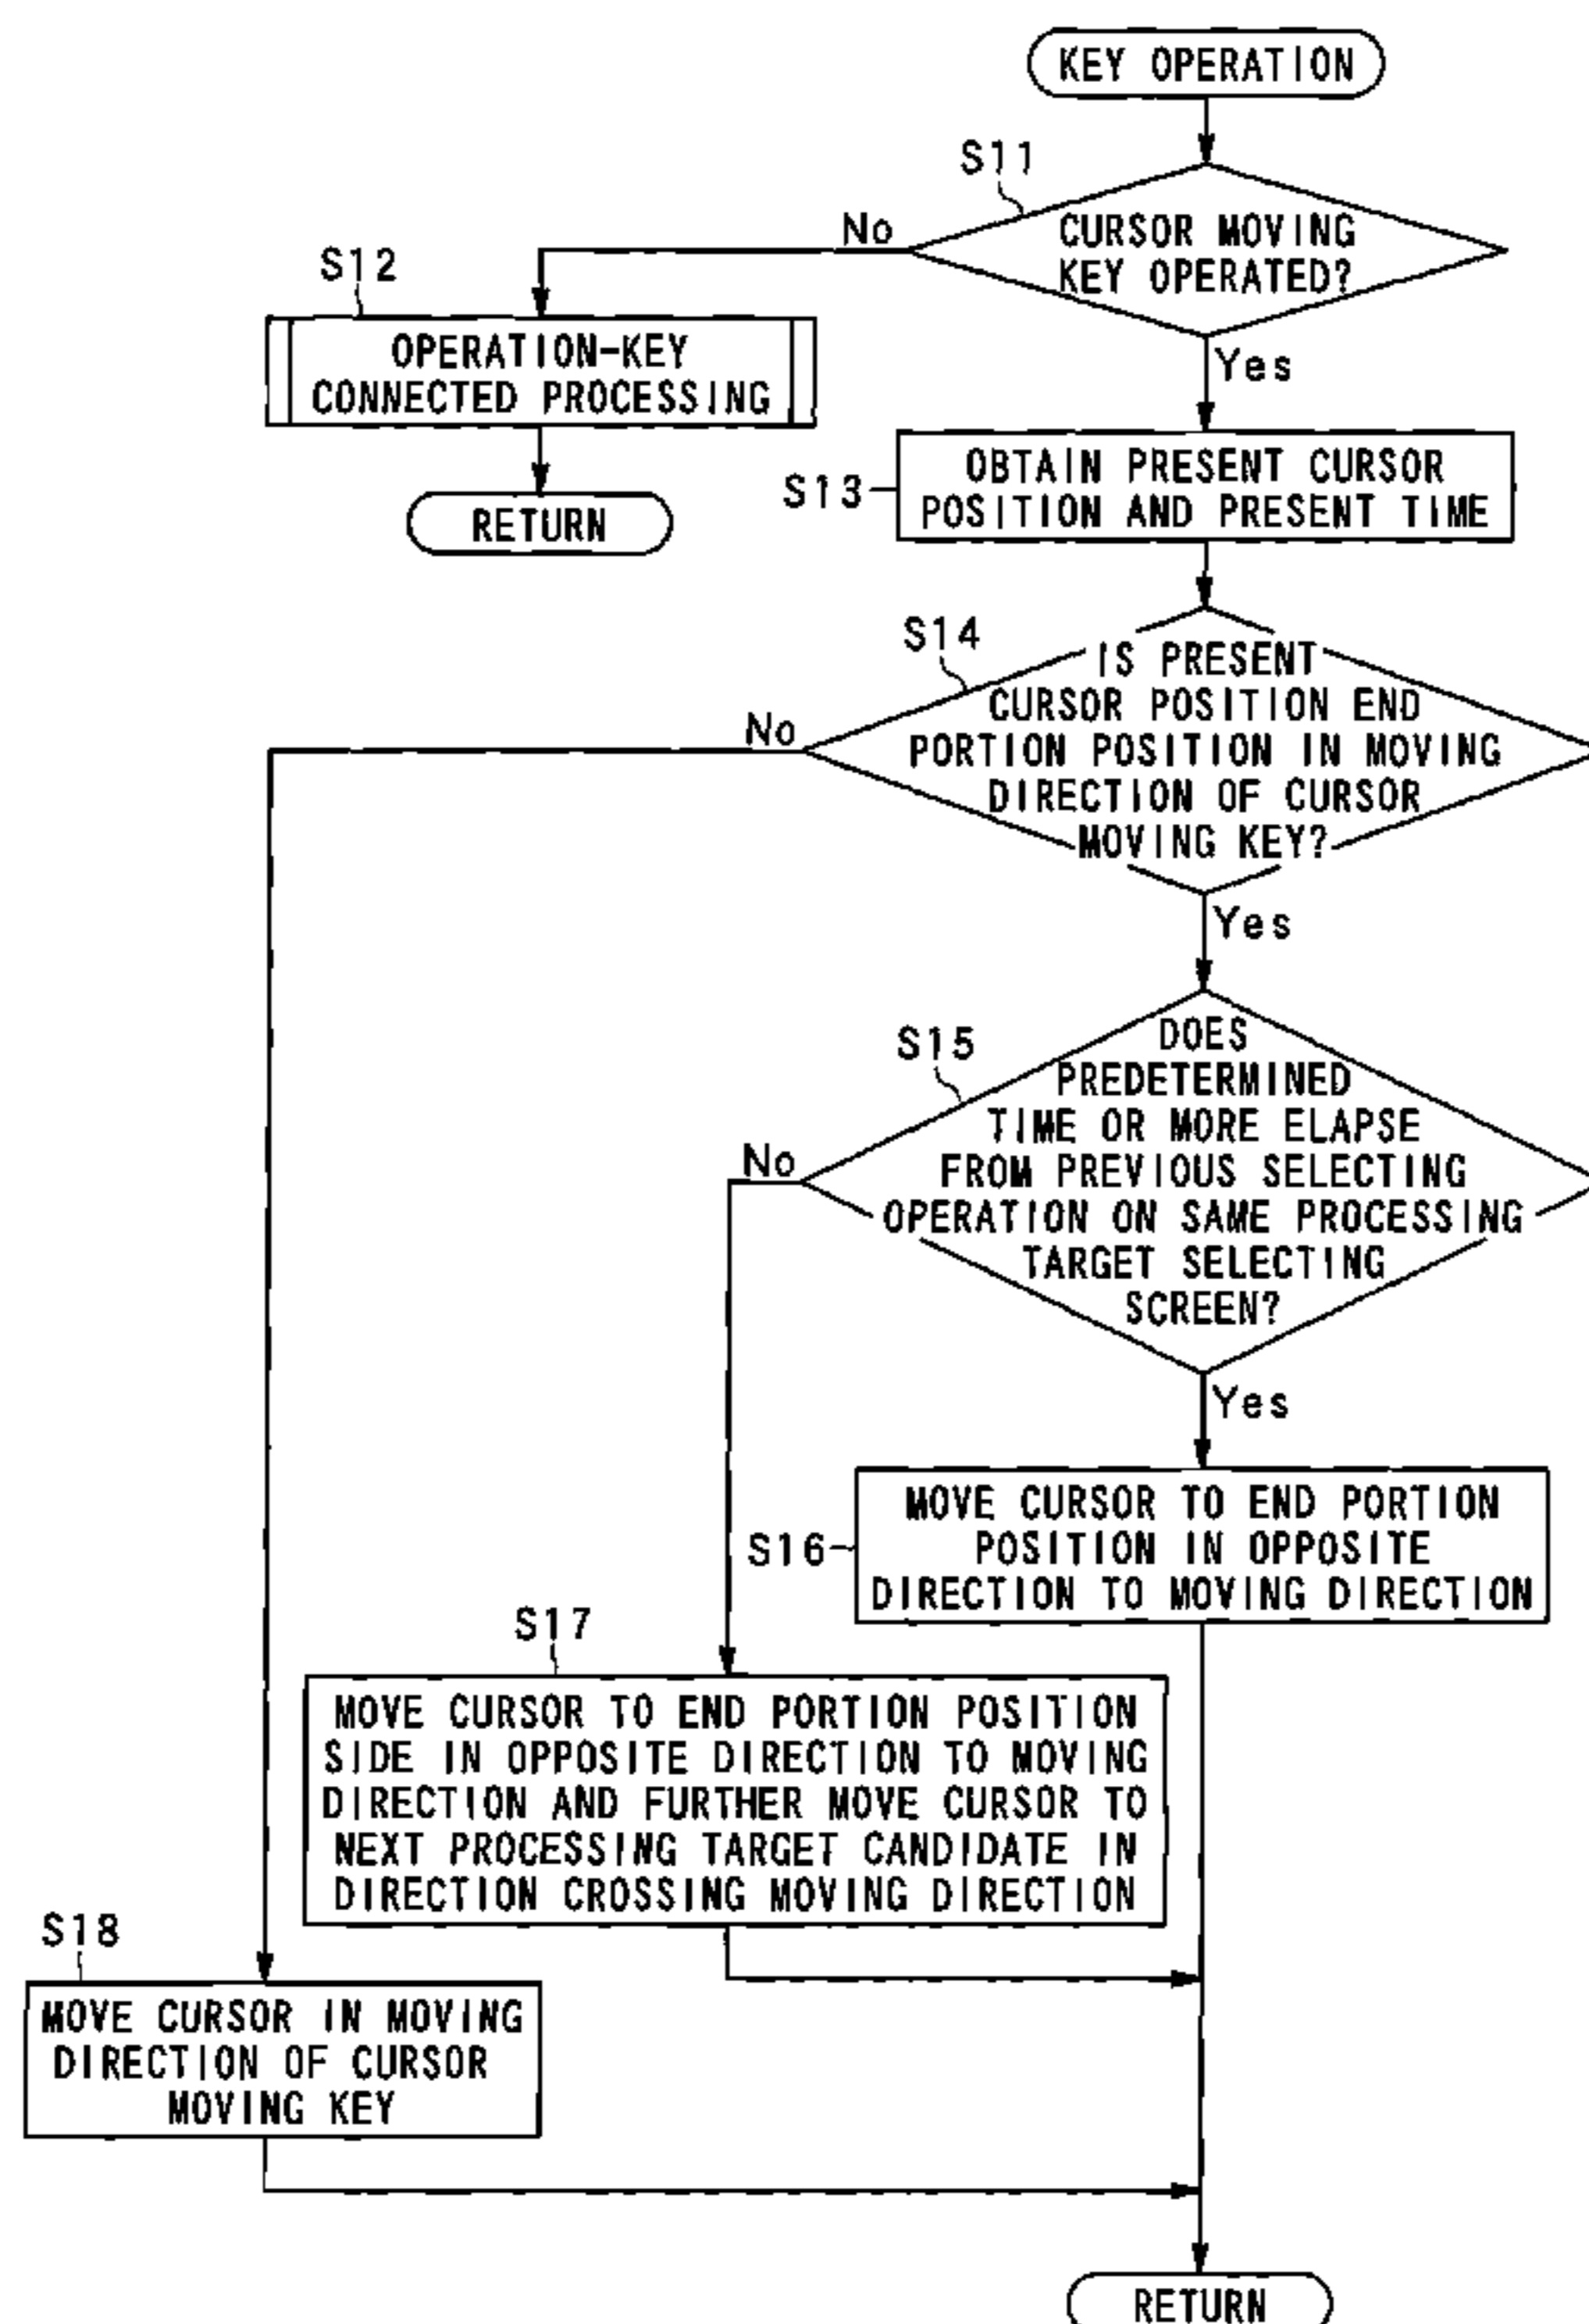 KEY OPERATION
S11
CURSOR MOVING
KEY OPERATED?
No
Yes
S12
OPERATION-KEY
CONNECTED PROCESSING
RETURN
S13
OBTAIN PRESENT CURSOR
POSITION AND PRESENT TIME
S14
IS PRESENT
CURSOR POSITION END
PORTION POSITION IN MOVING
DIRECTION OF CURSOR
MOVING KEY?
No
Yes
S15
DOES
PREDETERMINED
TIME OR MORE ELAPSE
FROM PREVIOUS SELECTING
OPERATION ON SAME PROCESSING
TARGET SELECTING
SCREEN?
No
Yes
S16
MOVE CURSOR TO END PORTION
POSITION IN OPPOSITE
DIRECTION TO MOVING DIRECTION
S17
MOVE CURSOR TO END PORTION POSITION
SIDE IN OPPOSITE DIRECTION TO MOVING
DIRECTION AND FURTHER MOVE CURSOR TO
NEXT PROCESSING TARGET CANDIDATE IN
DIRECTION CROSSING MOVING DIRECTION
S18
MOVE CURSOR IN MOVING
DIRECTION OF CURSOR
MOVING KEY
RETURN